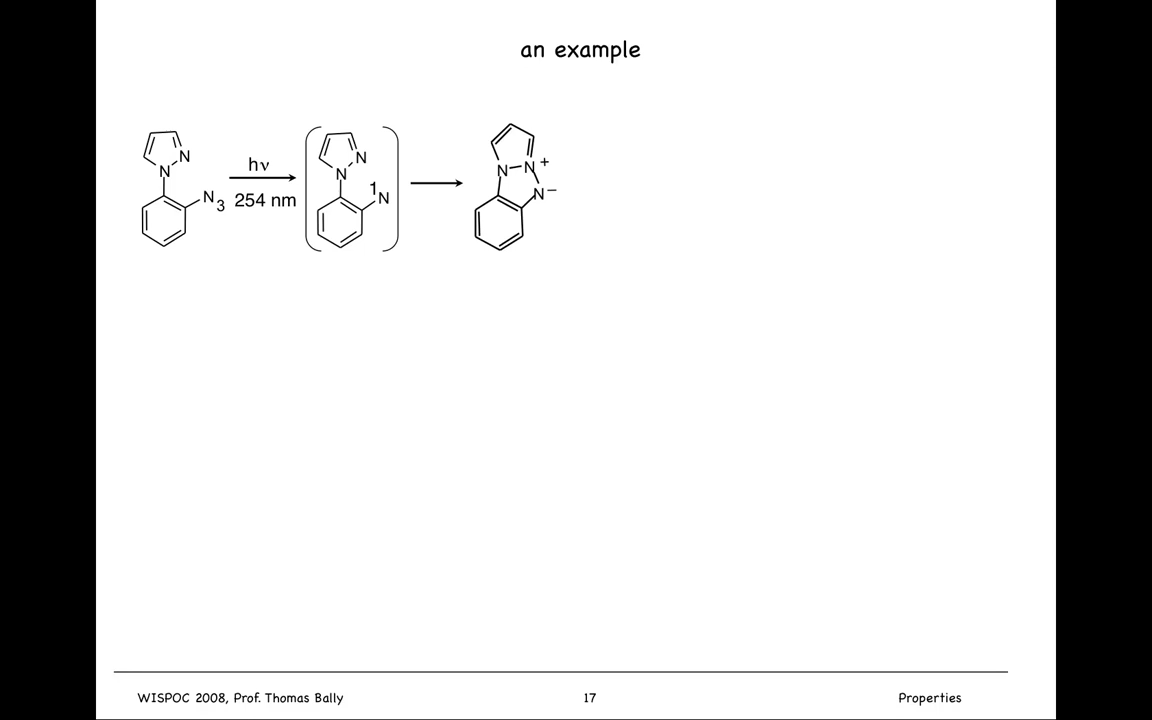 an example
N
N
N3
hν
254 nm
N
N
1N
N
N
+
N
–
WISPOC 2008, Prof. Thomas Bally
17
Properties